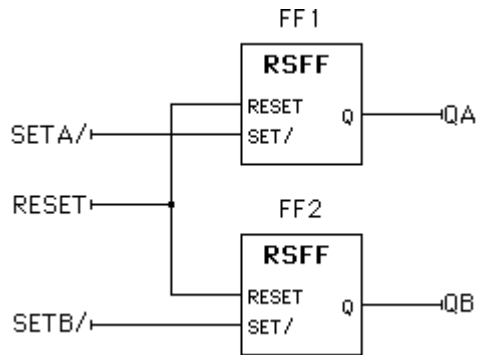 FF1
RSFF
RESET
SETA/
SET/
Q
QA
RESET
FF2
RSFF
RESET
SETB/
SET/
Q
QB